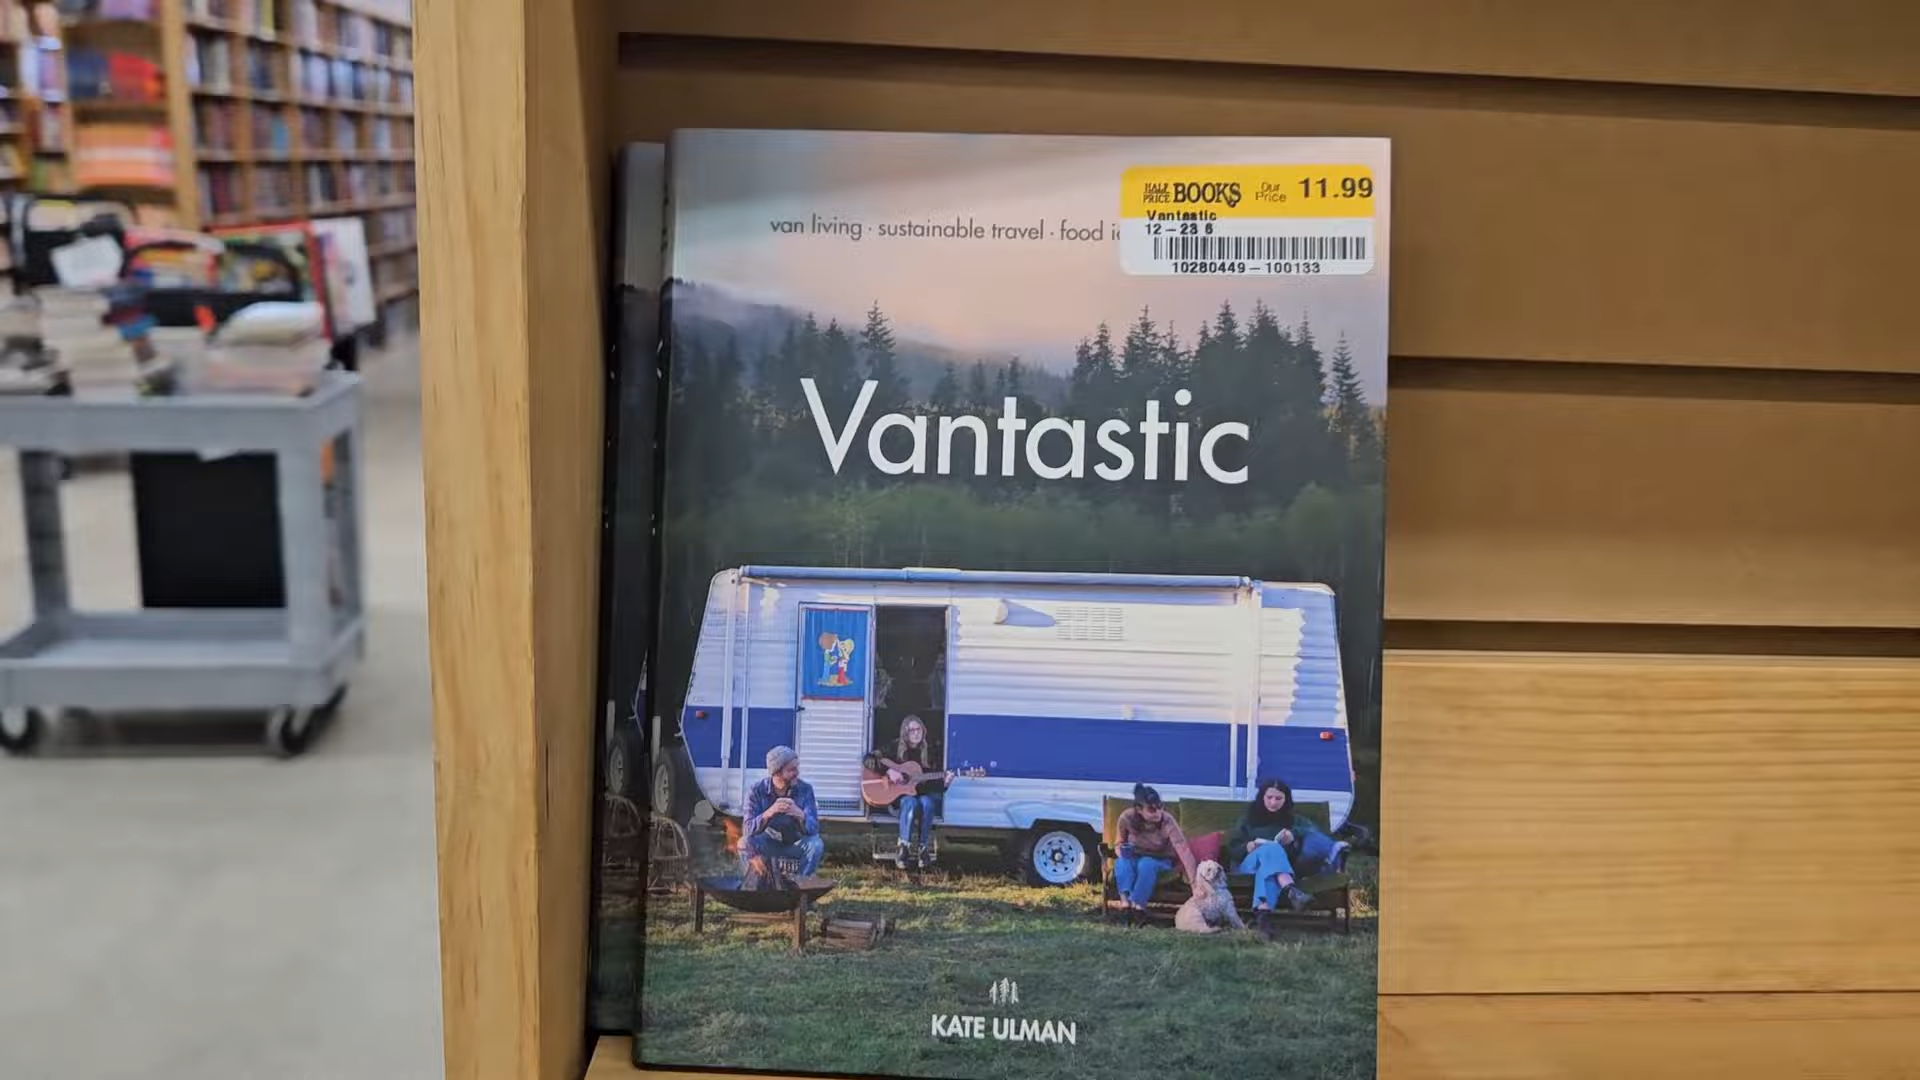 HALF PRICE BOOKS Our Price 11.99
Vantastic
12-23 6
10280449-100133
van living · sustainable travel · food
Vantastic
KATE ULMAN